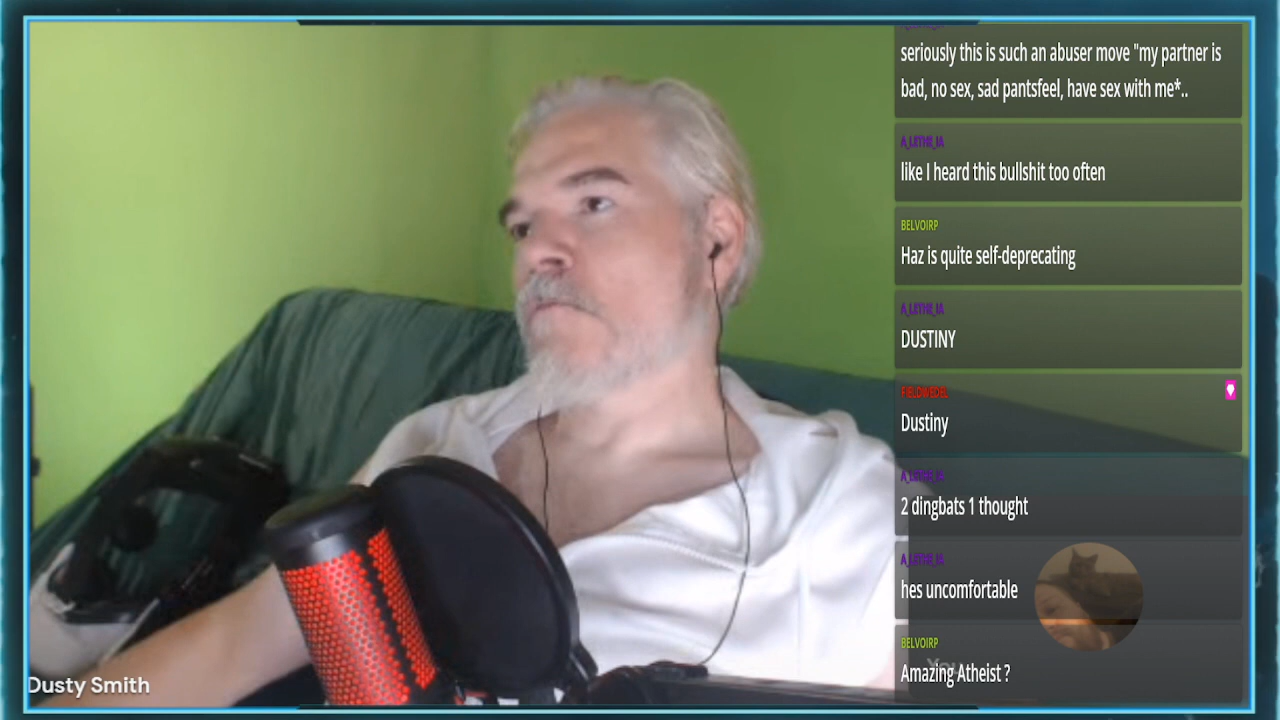 seriously this is such an abuser move "my partner is
bad, no sex, sad pantsfeel, have sex with me*..
like I heard this bullshit too often
BELVOIRP
Haz is quite self-deprecating
DUSTINY
FIELDWEDEL
Dustiny
2 dingbats 1 thought
hes uncomfortable
BELVOIRP
Amazing Atheist ?
Dusty Smith